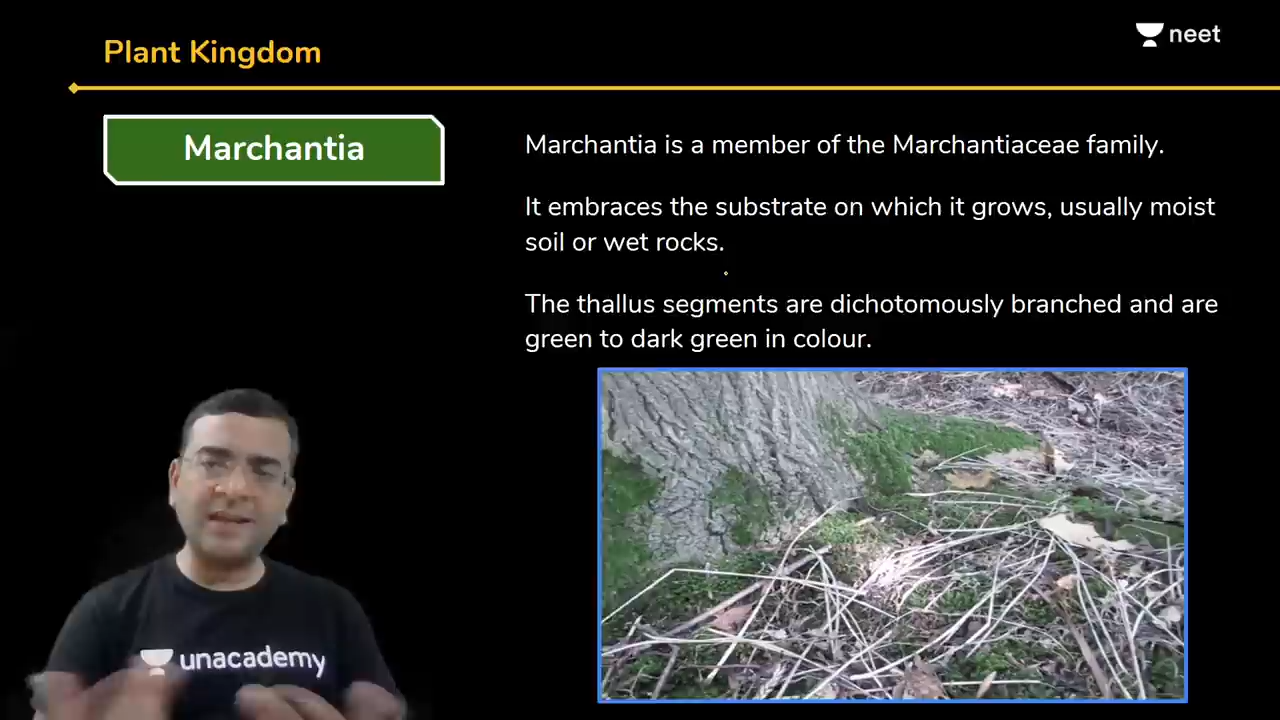 Plant Kingdom
neet
Marchantia
Marchantia is a member of the Marchantiaceae family.
It embraces the substrate on which it grows, usually moist
soil or wet rocks.
The thallus segments are dichotomously branched and are
green to dark green in colour.
unacademy